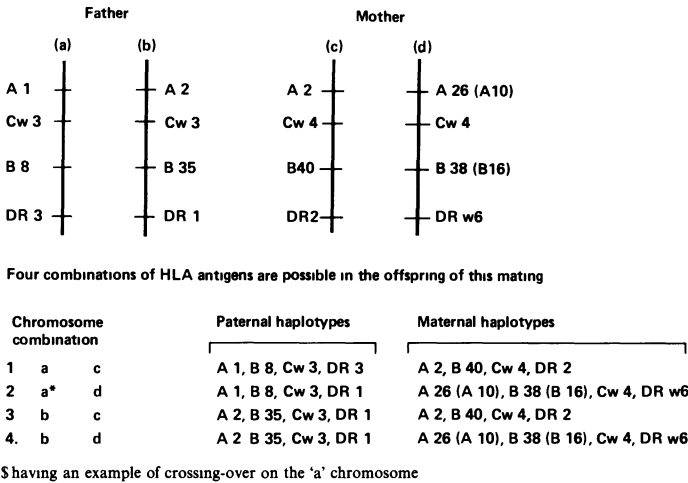 Father Mother
(a) (b) (c) (d)
A 1 A 2 A 2 A 26 (A10)
Cw 3 Cw 3 Cw 4 Cw 4
B 8 B 35 B40 B 38 (B16)
DR 3 DR 1 DR2 DR w6
Four combinations of HLA antigens are possible in the offspring of this mating
Chromosome combination Paternal haplotypes Maternal haplotypes
1 a c A 1, B 8, Cw 3, DR 3 A 2, B 40, Cw 4, DR 2
2 a* d A 1, B 8, Cw 3, DR 1 A 26 (A 10), B 38 (B 16), Cw 4, DR w6
3 b c A 2, B 35, Cw 3, DR 1 A 2, B 40, Cw 4, DR 2
4. b d A 2 B 35, Cw 3, DR 1 A 26 (A 10), B 38 (B 16), Cw 4, DR w6
$ having an example of crossing-over on the ‘a’ chromosome